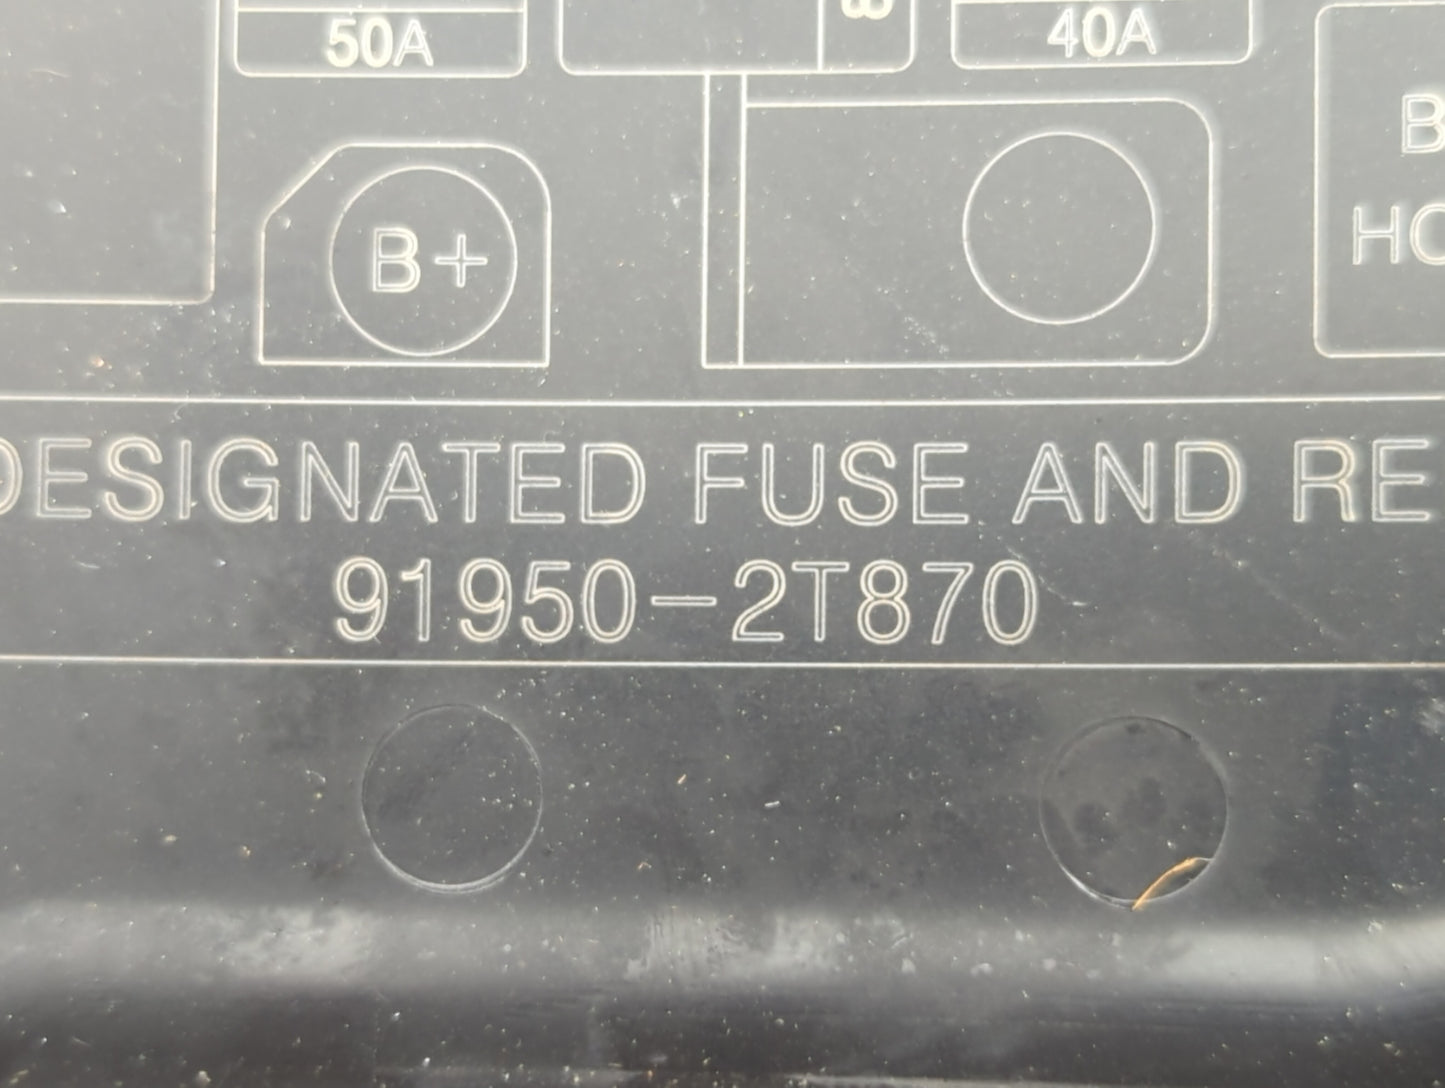 50A
40A
B+
DESIGNATED FUSE AND RE
91950-2T870